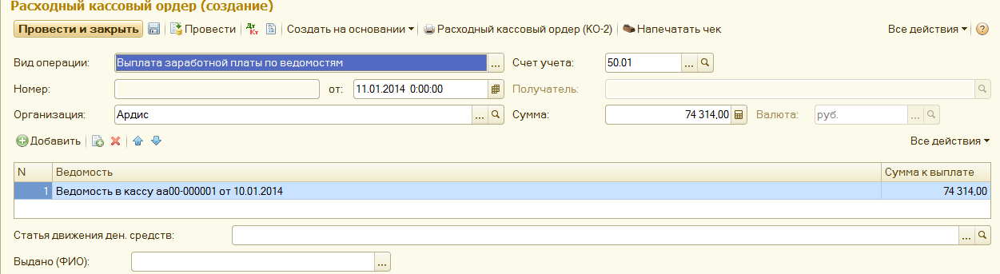 Расходный кассовый ордер (создание)
Провести и закрыть Провести Дт Кт Создать на основании Расходный кассовый ордер (КО-2) Напечатать чек Все действия ?
Вид операции: Выплата заработной платы по ведомостям ... Счет учета: 50.01 ...
Номер: от: 11.01.2014 0:00:00 Получатель:
Организация: Ардис ... Сумма: 74 314,00 Валюта: руб. ...
Добавить Все действия
N Ведомость Сумма к выплате
1 Ведомость в кассу аа00-000001 от 10.01.2014 74 314,00
Статья движения ден. средств: ...
Выдано (ФИО): ...